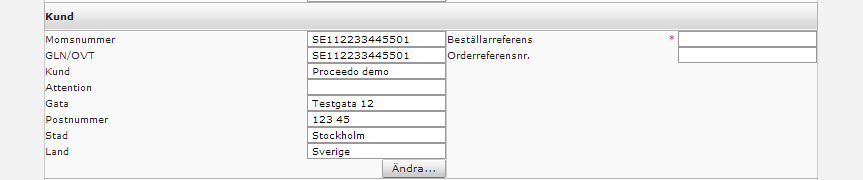 Kund
Momsnummer SE112233445501 Beställarreferens *
GLN/OVT SE112233445501 Orderreferensnr.
Kund Proceedo demo
Attention
Gata Testgata 12
Postnummer 123 45
Stad Stockholm
Land Sverige
Ändra...